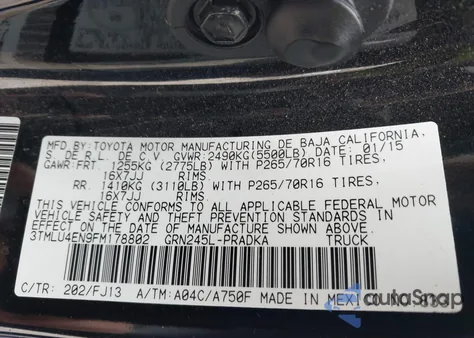 MFD.BY:TOYOTA MOTOR MANUFACTURING DE BAJA CALIFORNIA,
S. DE R.L. DE C.V. GVWR:2490KG(5500LB) DATE: 01/15
GAWR:FRT. 1255KG (2775LB) WITH P265/70R16 TIRES,
16X7JJ RIMS.
RR. 1410KG (3110LB) WITH P265/70R16 TIRES,
16X7JJ RIMS.
THIS VEHICLE CONFORMS TO ALL APPLICABLE FEDERAL MOTOR
VEHICLE SAFETY AND THEFT PREVENTION STANDARDS IN
EFFECT ON THE DATE OF MANUFACTURE SHOWN ABOVE.
3TMLU4EN9FM178802 GRN245L-PRADKA TRUCK
C/TR: 202/FJ13 A/TM: A04C/A750F MADE IN MEXICO
autoSnap